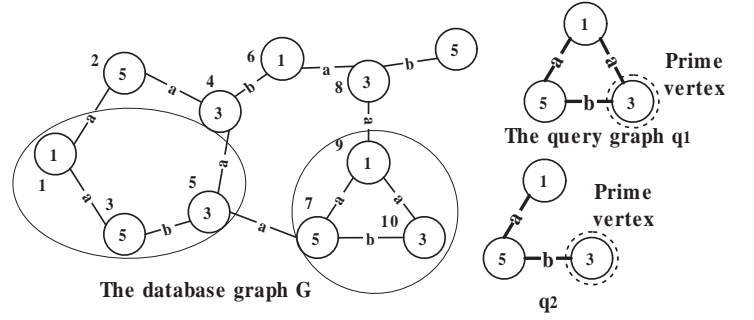 2 5 a 4 3 b 6 1 a 8 3 b 5
a 1 1 a 3 5 b 5 3 a a
a 9 1 a a 7 5 b 10 3
The database graph G
1 a a 5 b 3
Prime
vertex
The query graph q1
1 a 5 b 3
Prime
vertex
q2